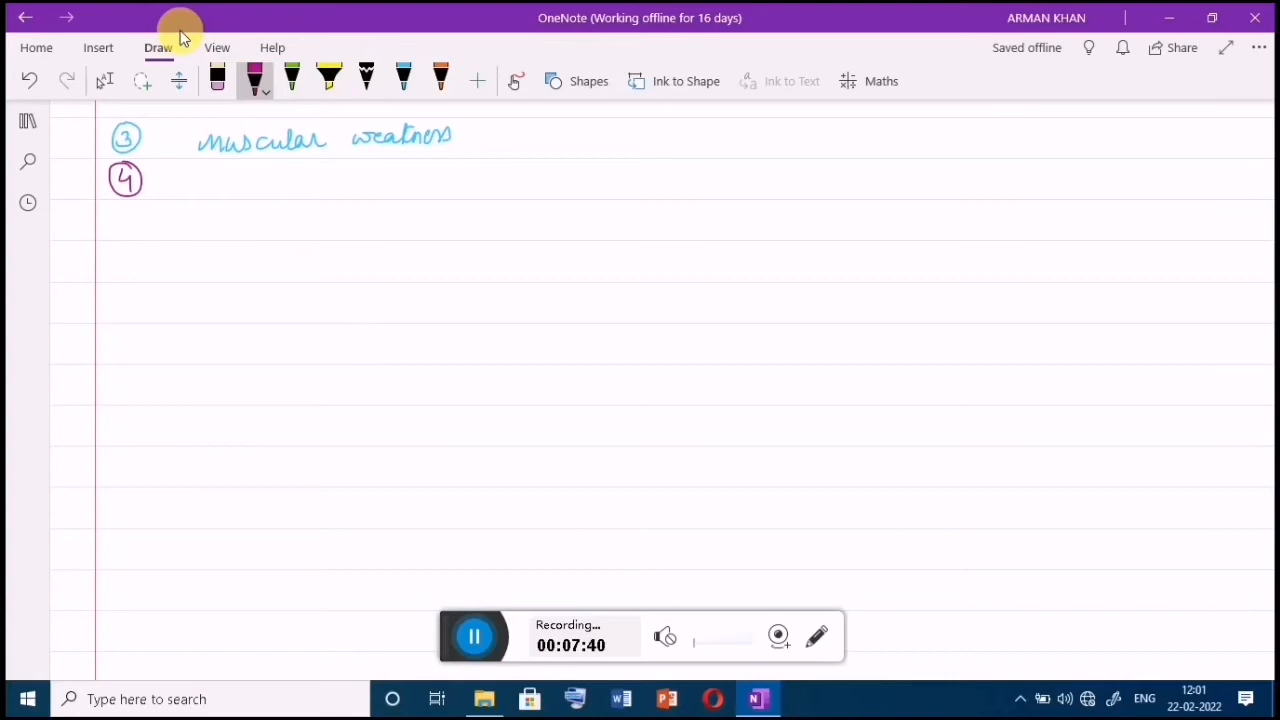 OneNote (Working offline for 16 days) ARMAN KHAN
Home Insert Draw View Help Saved offline Share
Shapes Ink to Shape Ink to Text Maths
3 muscular weakness
4
Recording...
00:07:40
Type here to search ENG 12:01
22-02-2022